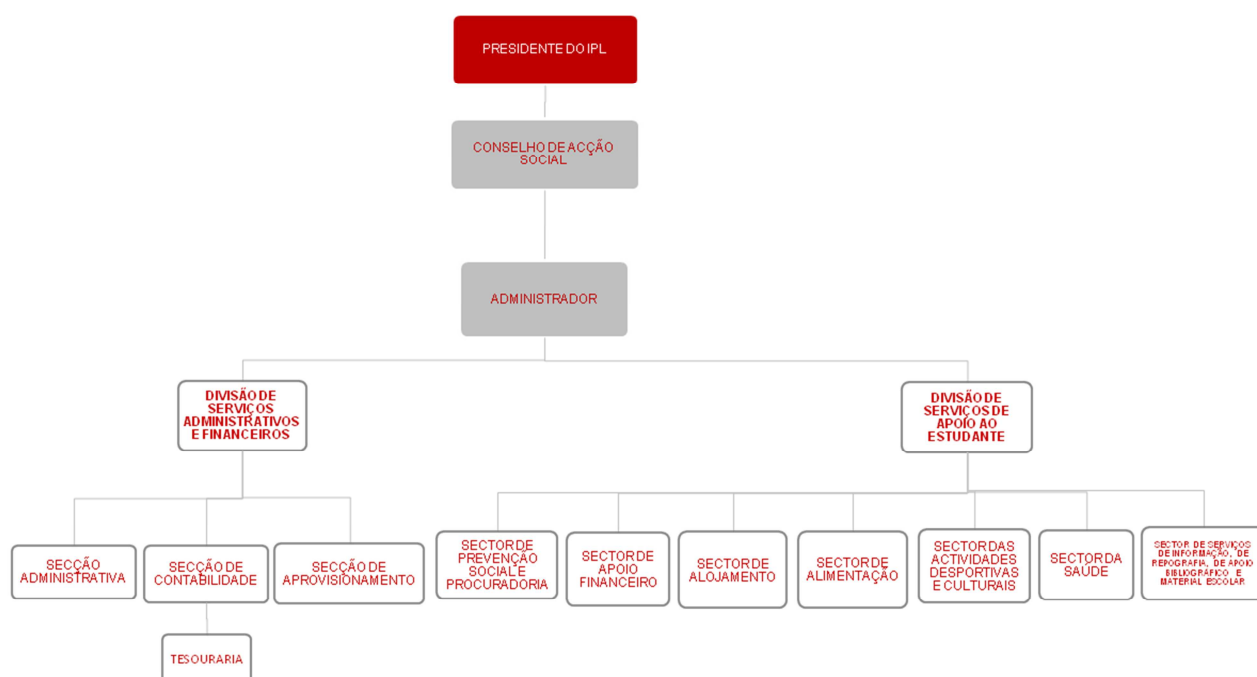 PRESIDENTE DO IPL
CONSELHO DE ACÇÃO
SOCIAL
ADMINISTRADOR
DIVISÃO DE
SERVIÇOS
ADMINISTRATIVOS
E FINANCEIROS
DIVISÃO DE
SERVIÇOS DE
APOIO AO
ESTUDANTE
SECÇÃO
ADMINISTRATIVA
SECÇÃO DE
CONTABILIDADE
SECÇÃO DE
APROVISIONAMENTO
SECTOR DE
PREVENÇÃO
SOCIAL E
PROCURADORIA
SECTOR DE
APOIO
FINANCEIRO
SECTOR DE
ALOJAMENTO
SECTOR DE
ALIMENTAÇÃO
SECTOR DAS
ACTIVIDADES
DESPORTIVAS
E CULTURAIS
SECTOR DA
SAÚDE
SECTOR DE SERVIÇOS
DE INFORMAÇÃO, DE
REPOGRAFIA, DE APOIO
BIBLIOGRÁFICO E
MATERIAL ESCOLAR
TESOURARIA